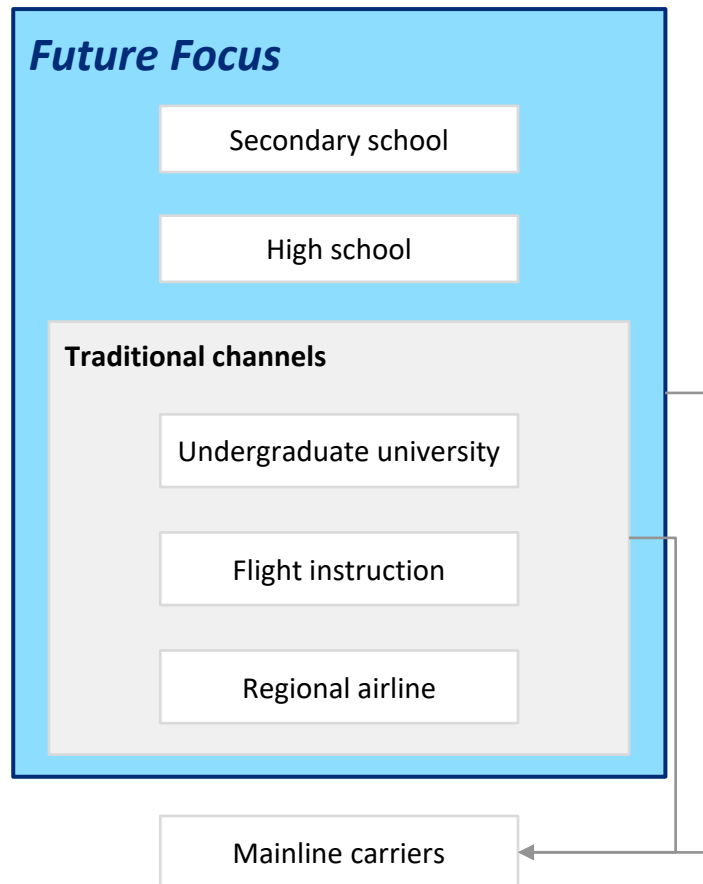 Future Focus
Secondary school
High school
Traditional channels
Undergraduate university
Flight instruction
Regional airline
Mainline carriers